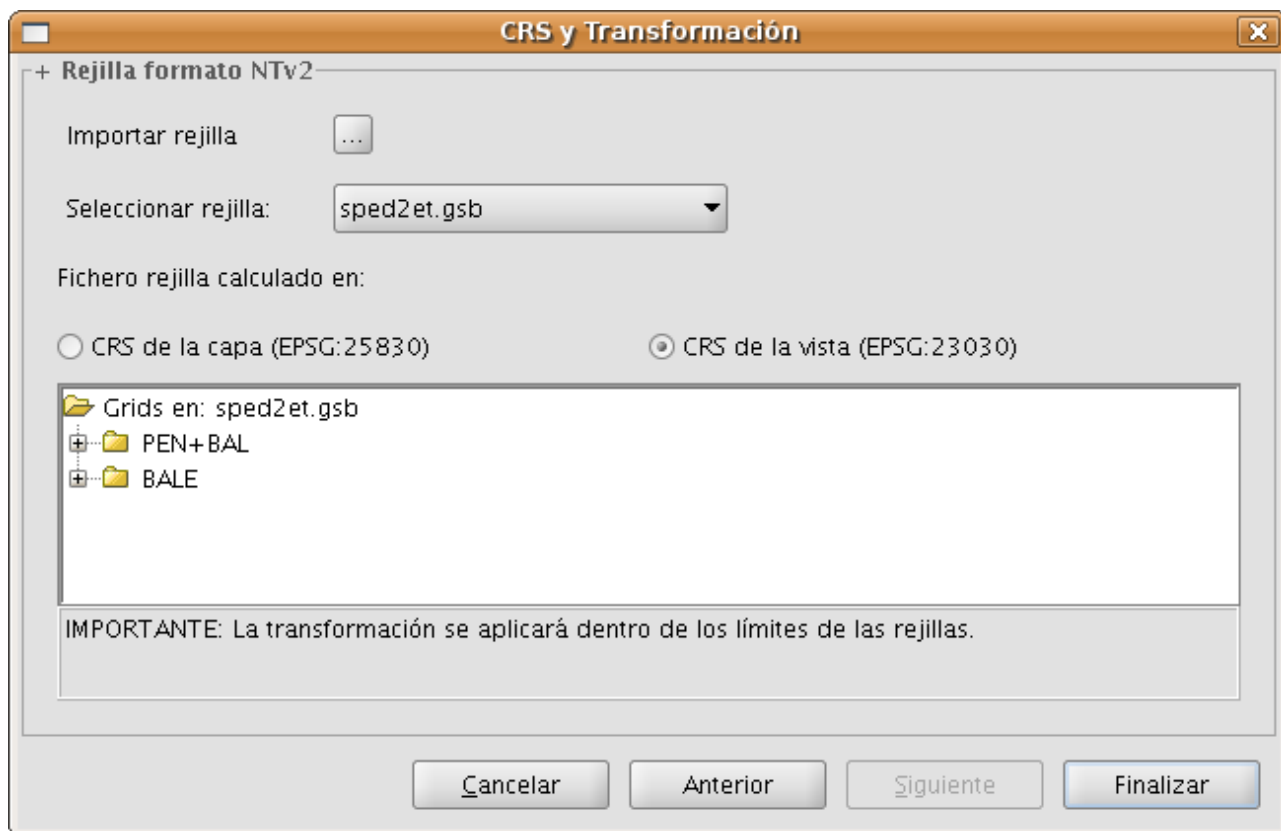 CRS y Transformación
+ Rejilla formato NTv2
Importar rejilla ...
Seleccionar rejilla: sped2et.gsb
Fichero rejilla calculado en:
CRS de la capa (EPSG:25830) CRS de la vista (EPSG:23030)
Grids en: sped2et.gsb
PEN+BAL
BALE
IMPORTANTE: La transformación se aplicará dentro de los límites de las rejillas.
Cancelar Anterior Siguiente Finalizar